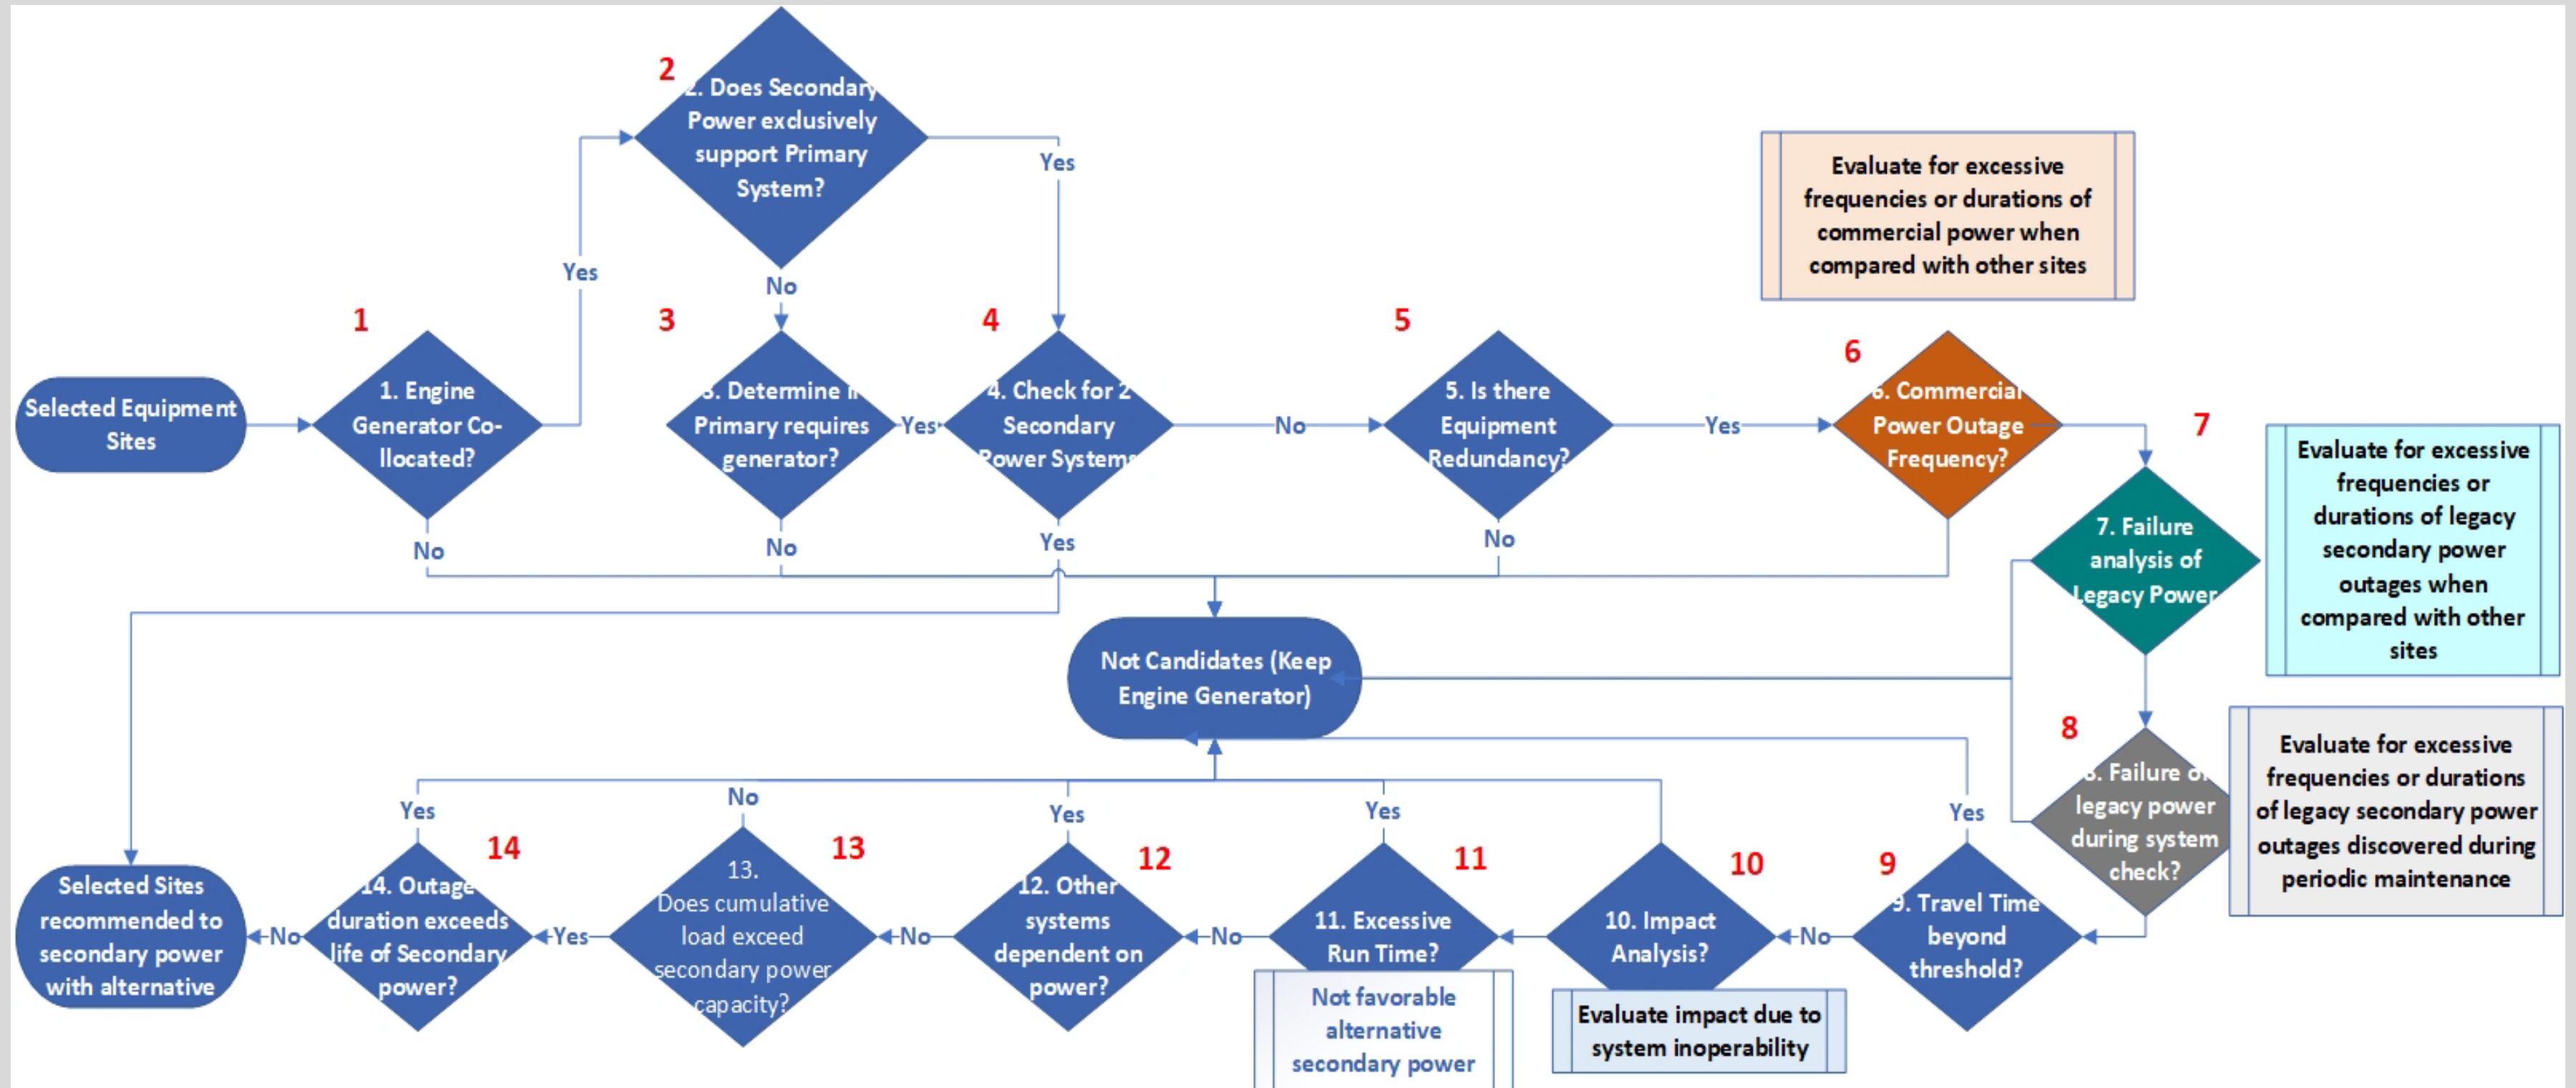 2
2. Does Secondary
Power exclusively
support Primary
System?
Yes
Yes
No
Evaluate for excessive
frequencies or durations of
commercial power when
compared with other sites
1
3
4
5
6
7
Selected Equipment
Sites
1. Engine
Generator Co-
llocated?
No
3. Determine if
Primary requires
generator?
Yes
No
4. Check for 2
Secondary
Power Systems
No
Yes
5. Is there
Equipment
Redundancy?
Yes
No
6. Commercial
Power Outage
Frequency?
7. Failure
analysis of
Legacy Power
Evaluate for excessive
frequencies or
durations of legacy
secondary power
outages when
compared with other
sites
Not Candidates (Keep
Engine Generator)
8
8. Failure of
legacy power
during system
check?
Evaluate for excessive
frequencies or durations
of legacy secondary power
outages discovered during
periodic maintenance
Yes
9
9. Travel Time
beyond
threshold?
No
10
10. Impact
Analysis?
Evaluate impact due to
system inoperability
Yes
11
11. Excessive
Run Time?
Not favorable
alternative
secondary power
No
Yes
12
12. Other
systems
dependent on
power?
No
No
13
13.
Does cumulative
load exceed
secondary power
capacity?
Yes
Yes
14
14. Outage
duration exceeds
life of Secondary
power?
No
Selected Sites
recommended to
secondary power
with alternative